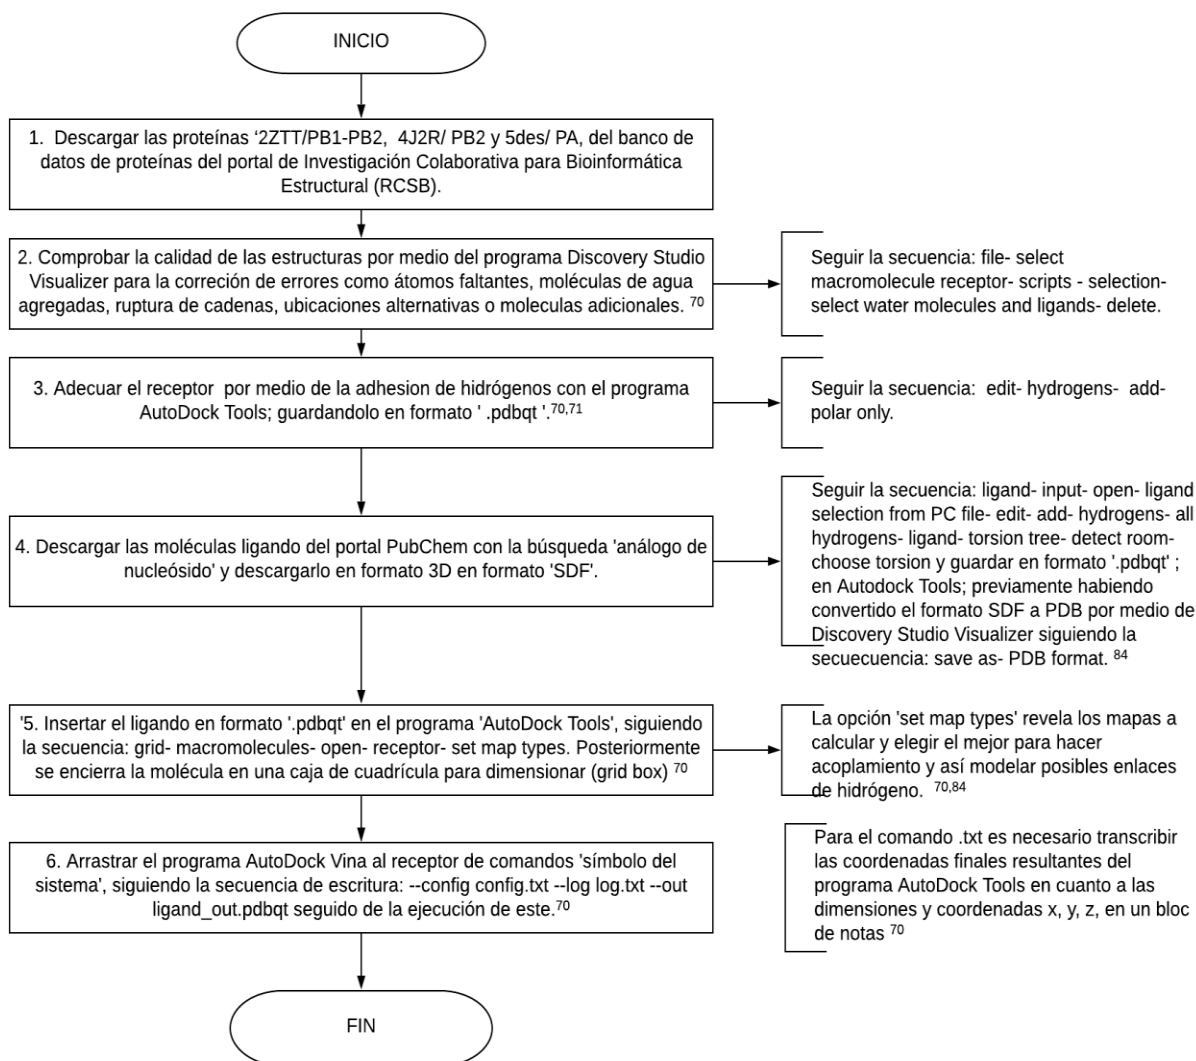 INICIO
1. Descargar las proteínas ‘2ZTT/PB1-PB2, 4J2R/ PB2 y 5des/ PA, del banco de
datos de proteínas del portal de Investigación Colaborativa para Bioinformática
Estructural (RCSB).
2. Comprobar la calidad de las estructuras por medio del programa Discovery Studio
Visualizer para la correción de errores como átomos faltantes, moléculas de agua
agregadas, ruptura de cadenas, ubicaciones alternativas o moleculas adicionales. 70
Seguir la secuencia: file- select
macromolecule receptor- scripts - selection-
select water molecules and ligands- delete.
3. Adecuar el receptor por medio de la adhesion de hidrógenos con el programa
AutoDock Tools; guardandolo en formato ' .pdbqt '.70,71
Seguir la secuencia: edit- hydrogens- add-
polar only.
4. Descargar las moléculas ligando del portal PubChem con la búsqueda 'análogo de
nucleósido' y descargarlo en formato 3D en formato 'SDF'.
Seguir la secuencia: ligand- input- open- ligand
selection from PC file- edit- add- hydrogens- all
hydrogens- ligand- torsion tree- detect room-
choose torsion y guardar en formato '.pdbqt' ;
en Autodock Tools; previamente habiendo
convertido el formato SDF a PDB por medio de
Discovery Studio Visualizer siguiendo la
secuecuencia: save as- PDB format. 84
'5. Insertar el ligando en formato '.pdbqt' en el programa 'AutoDock Tools', siguiendo
la secuencia: grid- macromolecules- open- receptor- set map types. Posteriormente
se encierra la molécula en una caja de cuadrícula para dimensionar (grid box) 70
La opción 'set map types' revela los mapas a
calcular y elegir el mejor para hacer
acoplamiento y así modelar posibles enlaces
de hidrógeno. 70,84
6. Arrastrar el programa AutoDock Vina al receptor de comandos 'símbolo del
sistema', siguiendo la secuencia de escritura: --config config.txt --log log.txt --out
ligand_out.pdbqt seguido de la ejecución de este.70
Para el comando .txt es necesario transcribir
las coordenadas finales resultantes del
programa AutoDock Tools en cuanto a las
dimensiones y coordenadas x, y, z, en un bloc
de notas 70
FIN